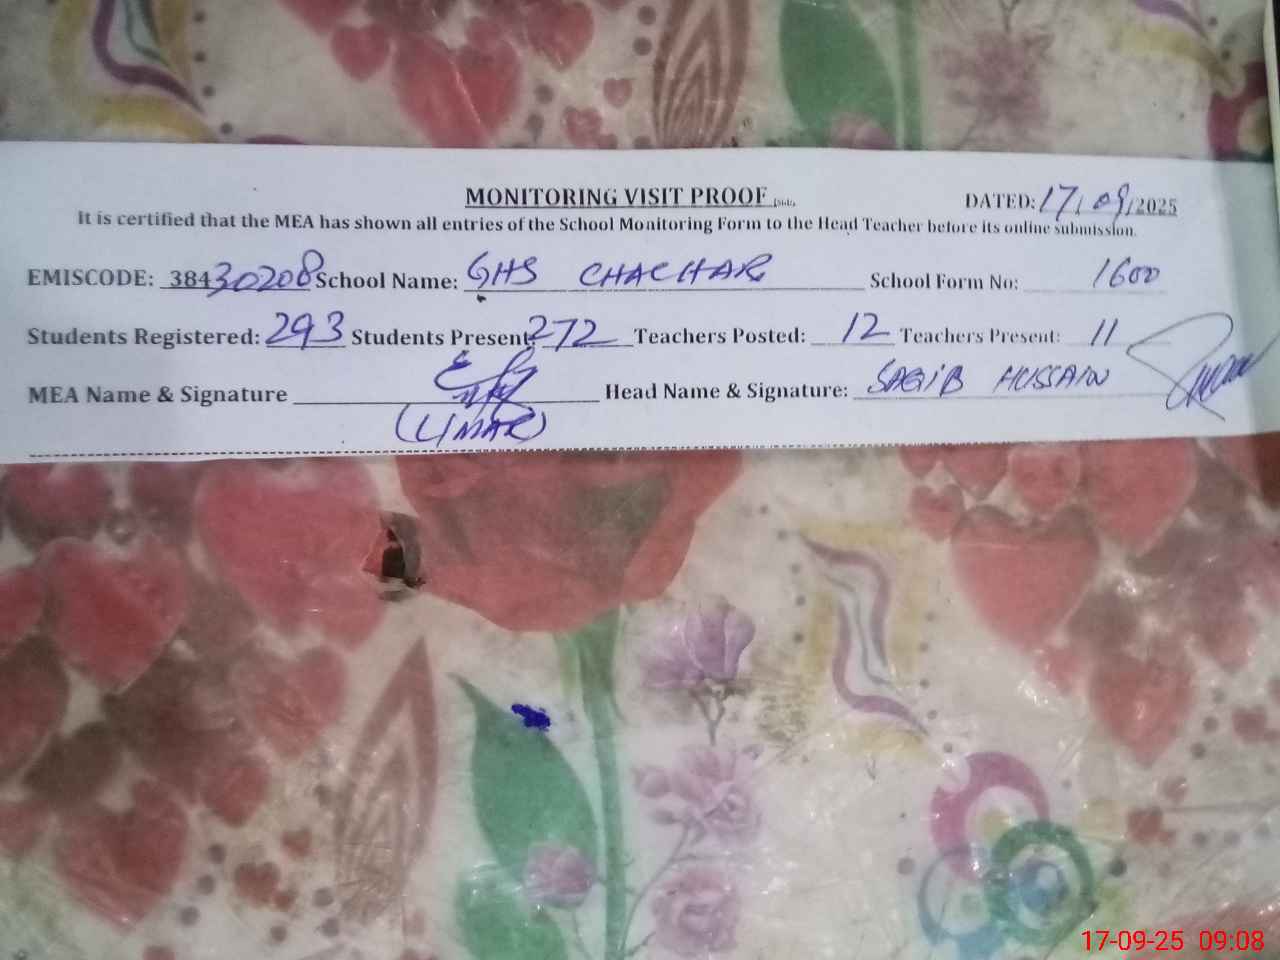 MONITORING VISIT PROOF
DATED: 17/09/2025
It is certified that the MEA has shown all entries of the School Monitoring Form to the Head Teacher before its online submission.
EMISCODE: 38430208 School Name: GHS CHACHAR School Form No: 1600
Students Registered: 293 Students Present: 272 Teachers Posted: 12 Teachers Present: 11
MEA Name & Signature Head Name & Signature: SAQIB HUSSAIN
(UMAR)
17-09-25 09:08